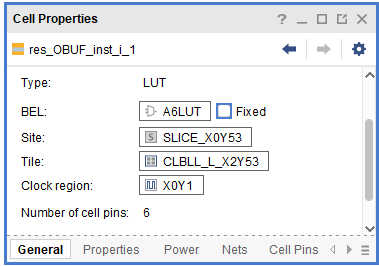 Cell Properties
res_OBUF_inst_i_1
Type: LUT
BEL: A6LUT Fixed
Site: SLICE_X0Y53
Tile: CLBLL_L_X2Y53
Clock region: X0Y1
Number of cell pins: 6
General Properties Power Nets Cell Pins